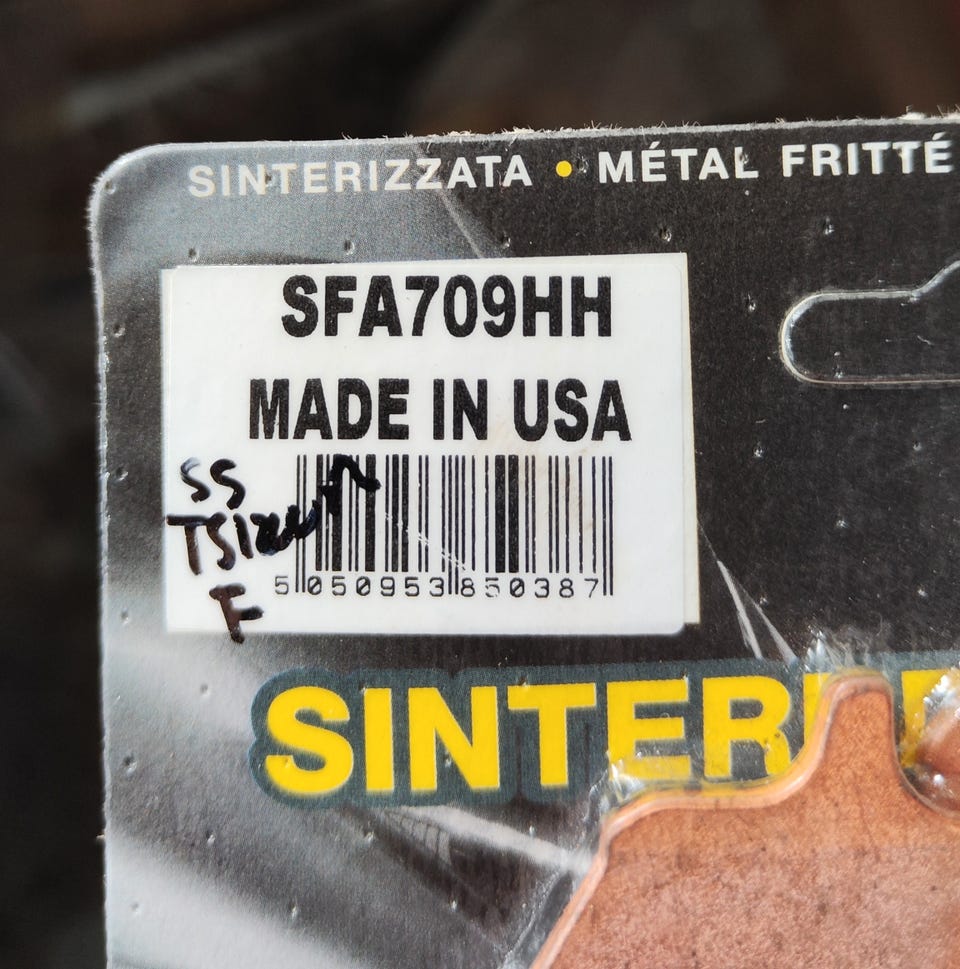 SINTERIZZATA • MÉTAL FRITTÉ
SFA709HH
MADE IN USA
SS
F
5 050953 850387
SINTER